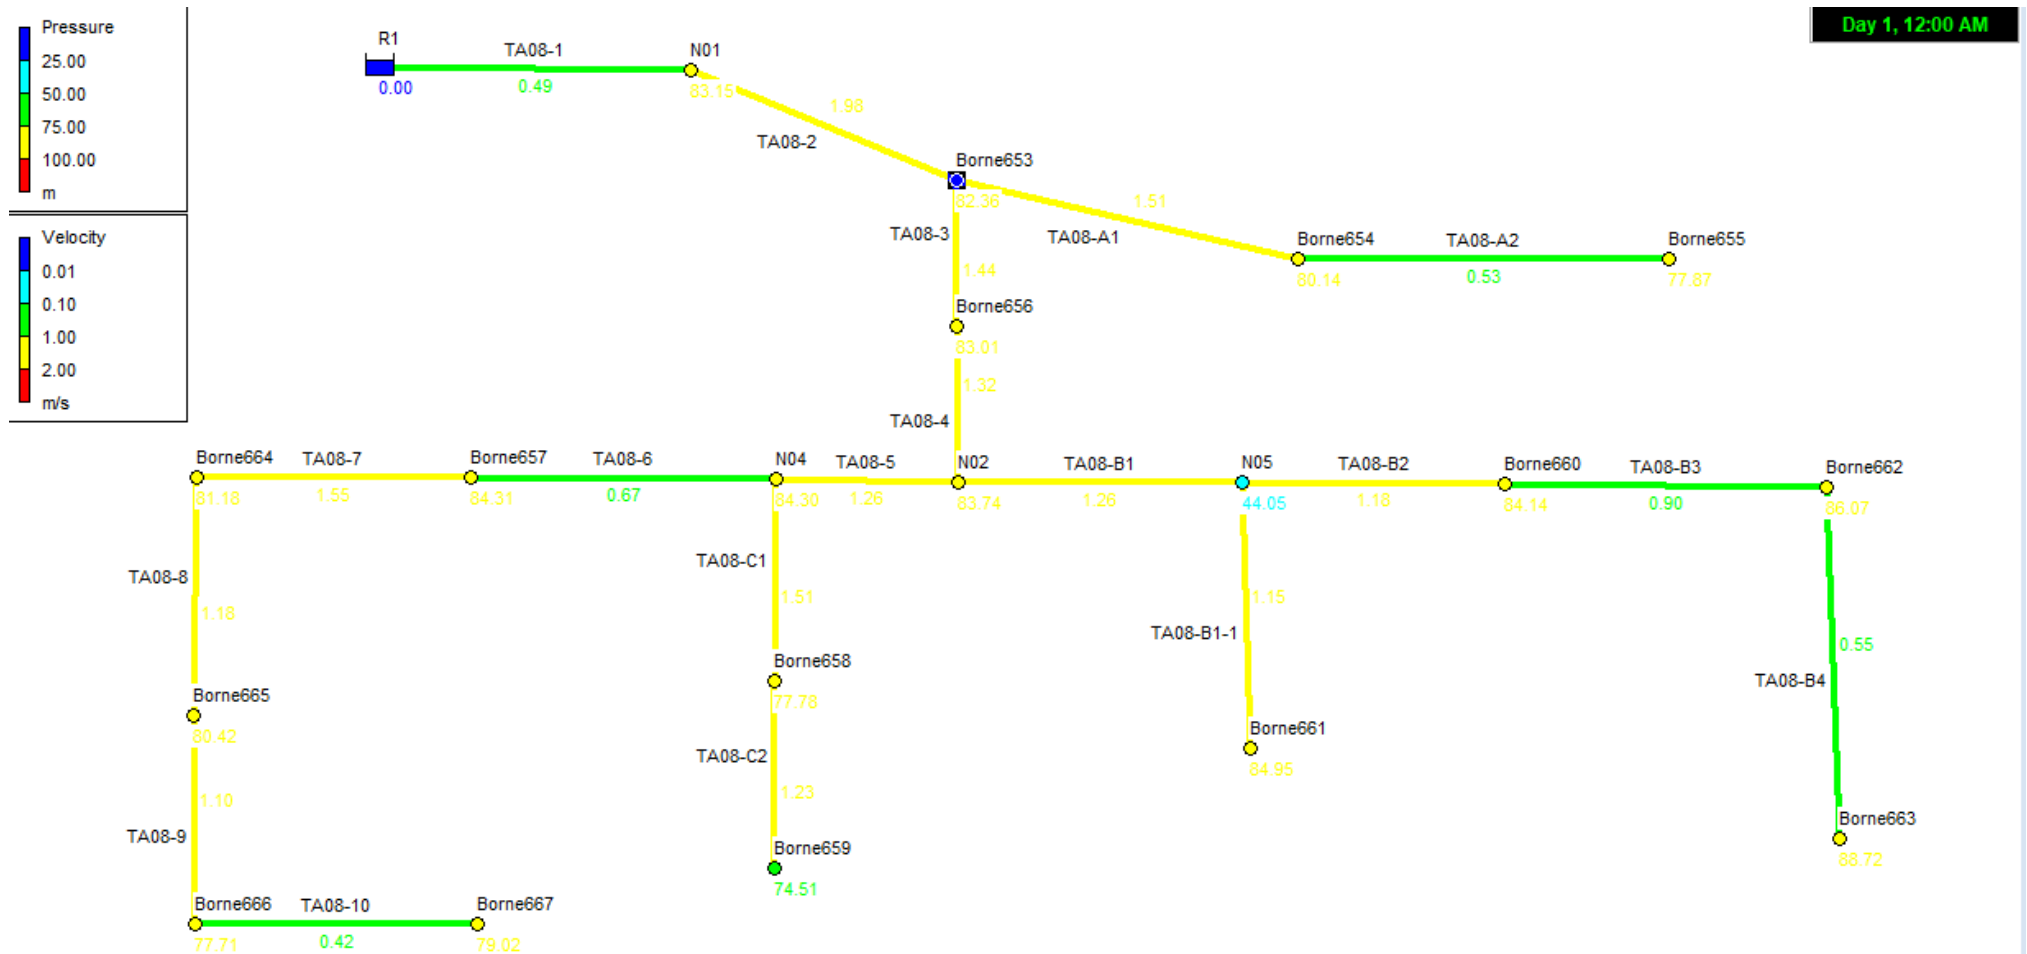 Pressure
25.00
50.00
75.00
100.00
m
Velocity
0.01
0.10
1.00
2.00
m/s
Day 1, 12:00 AM
R1
0.00
TA08-1
0.49
N01
83.15
1.98
TA08-2
Borne653
82.36
TA08-3
1.44
1.51
TA08-A1
Borne654
80.14
TA08-A2
0.53
Borne655
77.87
Borne656
83.01
1.32
TA08-4
Borne664
81.18
TA08-7
1.55
Borne657
84.31
TA08-6
0.67
N04
84.30
TA08-5
1.26
N02
83.74
TA08-B1
1.26
N05
44.05
TA08-B2
1.18
Borne660
84.14
TA08-B3
0.90
Borne662
86.07
TA08-8
1.18
TA08-C1
1.51
TA08-B1-1
1.15
0.55
TA08-B4
Borne665
80.42
Borne658
77.78
Borne661
84.95
TA08-9
1.10
TA08-C2
1.23
Borne659
74.51
Borne663
88.72
Borne666
77.71
TA08-10
0.42
Borne667
79.02